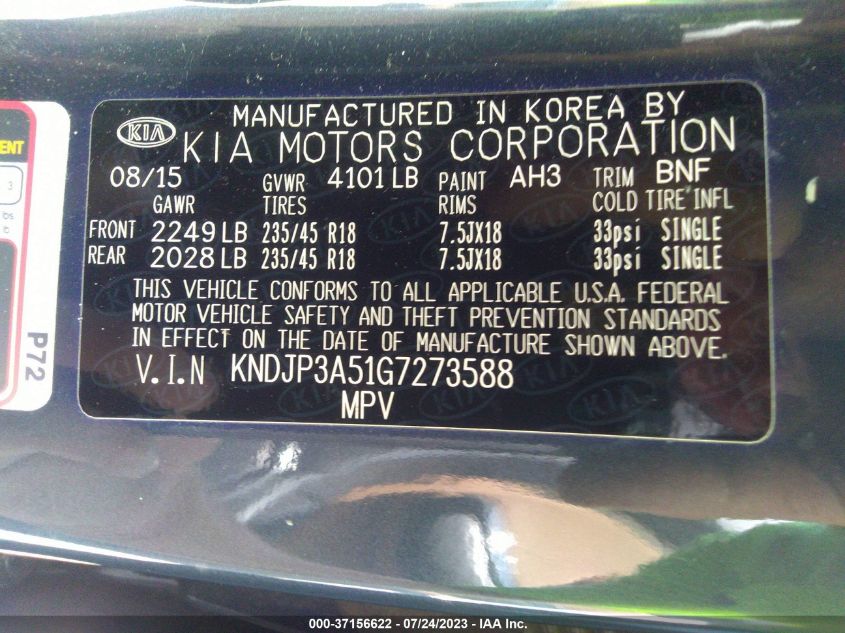 MANUFACTURED IN KOREA BY
KIA KIA MOTORS CORPORATION
08/15 GVWR 4101 LB PAINT AH3 TRIM BNF
GAWR TIRES RIMS COLD TIRE INFL
FRONT 2249 LB 235/45 R18 7.5JX18 33psi SINGLE
REAR 2028 LB 235/45 R18 7.5JX18 33psi SINGLE
THIS VEHICLE CONFORMS TO ALL APPLICABLE U.S.A. FEDERAL
MOTOR VEHICLE SAFETY AND THEFT PREVENTION STANDARDS
IN EFFECT ON THE DATE OF MANUFACTURE SHOWN ABOVE.
V.I.N KNDJP3A51G7273588
MPV
3
P72
000-37156622 / 07/24/2023 / IAA Inc.